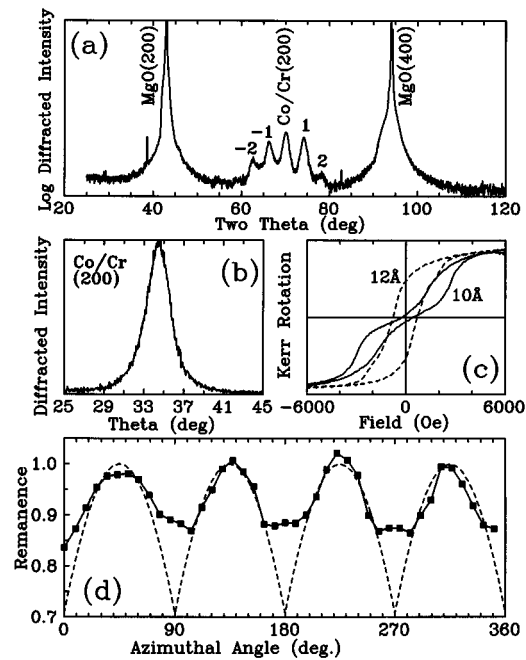 (a)
Log Diffracted Intensity
MgO(200)
-2
-1
Co/Cr(200)
1
2
MgO(400)
20 40 60 80 100 120
Two Theta (deg)
Diffracted Intensity
Co/Cr
(200)
(b)
25 29 33 37 41 45
Theta (deg)
Kerr Rotation
12Å
10Å
(c)
-6000 0 6000
Field (Oe)
Remanence
1.0
0.9
0.8
0.7
(d)
0 90 180 270 360
Azimuthal Angle (deg.)